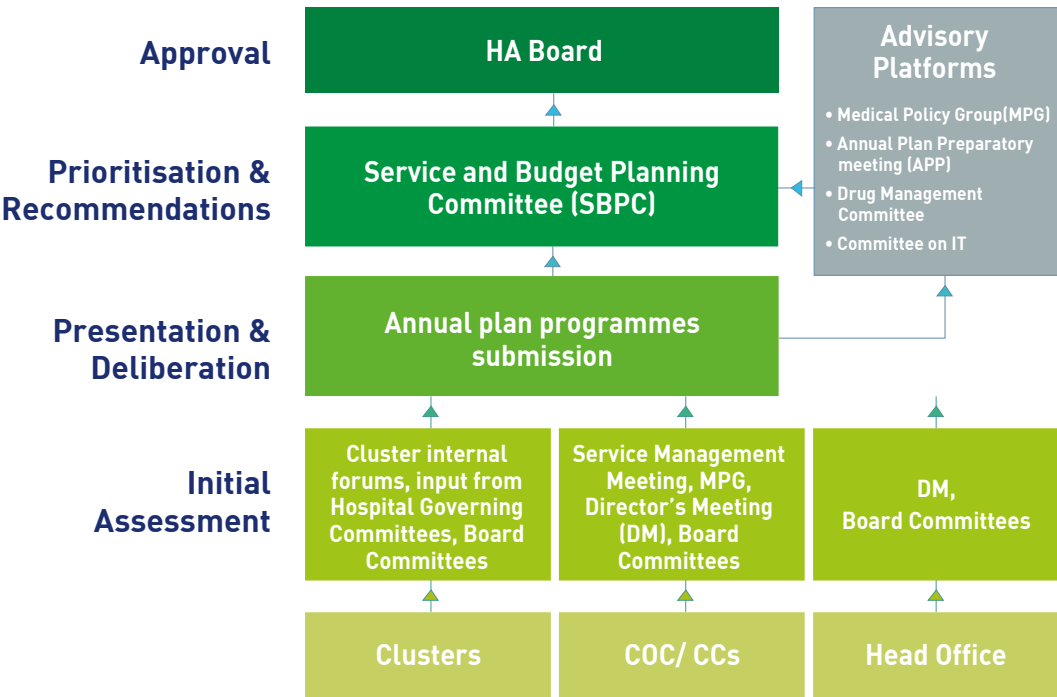 Approval
HA Board
Advisory
Platforms
• Medical Policy Group(MPG)
• Annual Plan Preparatory
meeting (APP)
• Drug Management
Committee
• Committee on IT
Prioritisation &
Recommendations
Service and Budget Planning
Committee (SBPC)
Presentation &
Deliberation
Annual plan programmes
submission
Initial
Assessment
Cluster internal
forums, input from
Hospital Governing
Committees, Board
Committees
Service Management
Meeting, MPG,
Director’s Meeting
(DM), Board
Committees
DM,
Board Committees
Clusters
COC/ CCs
Head Office